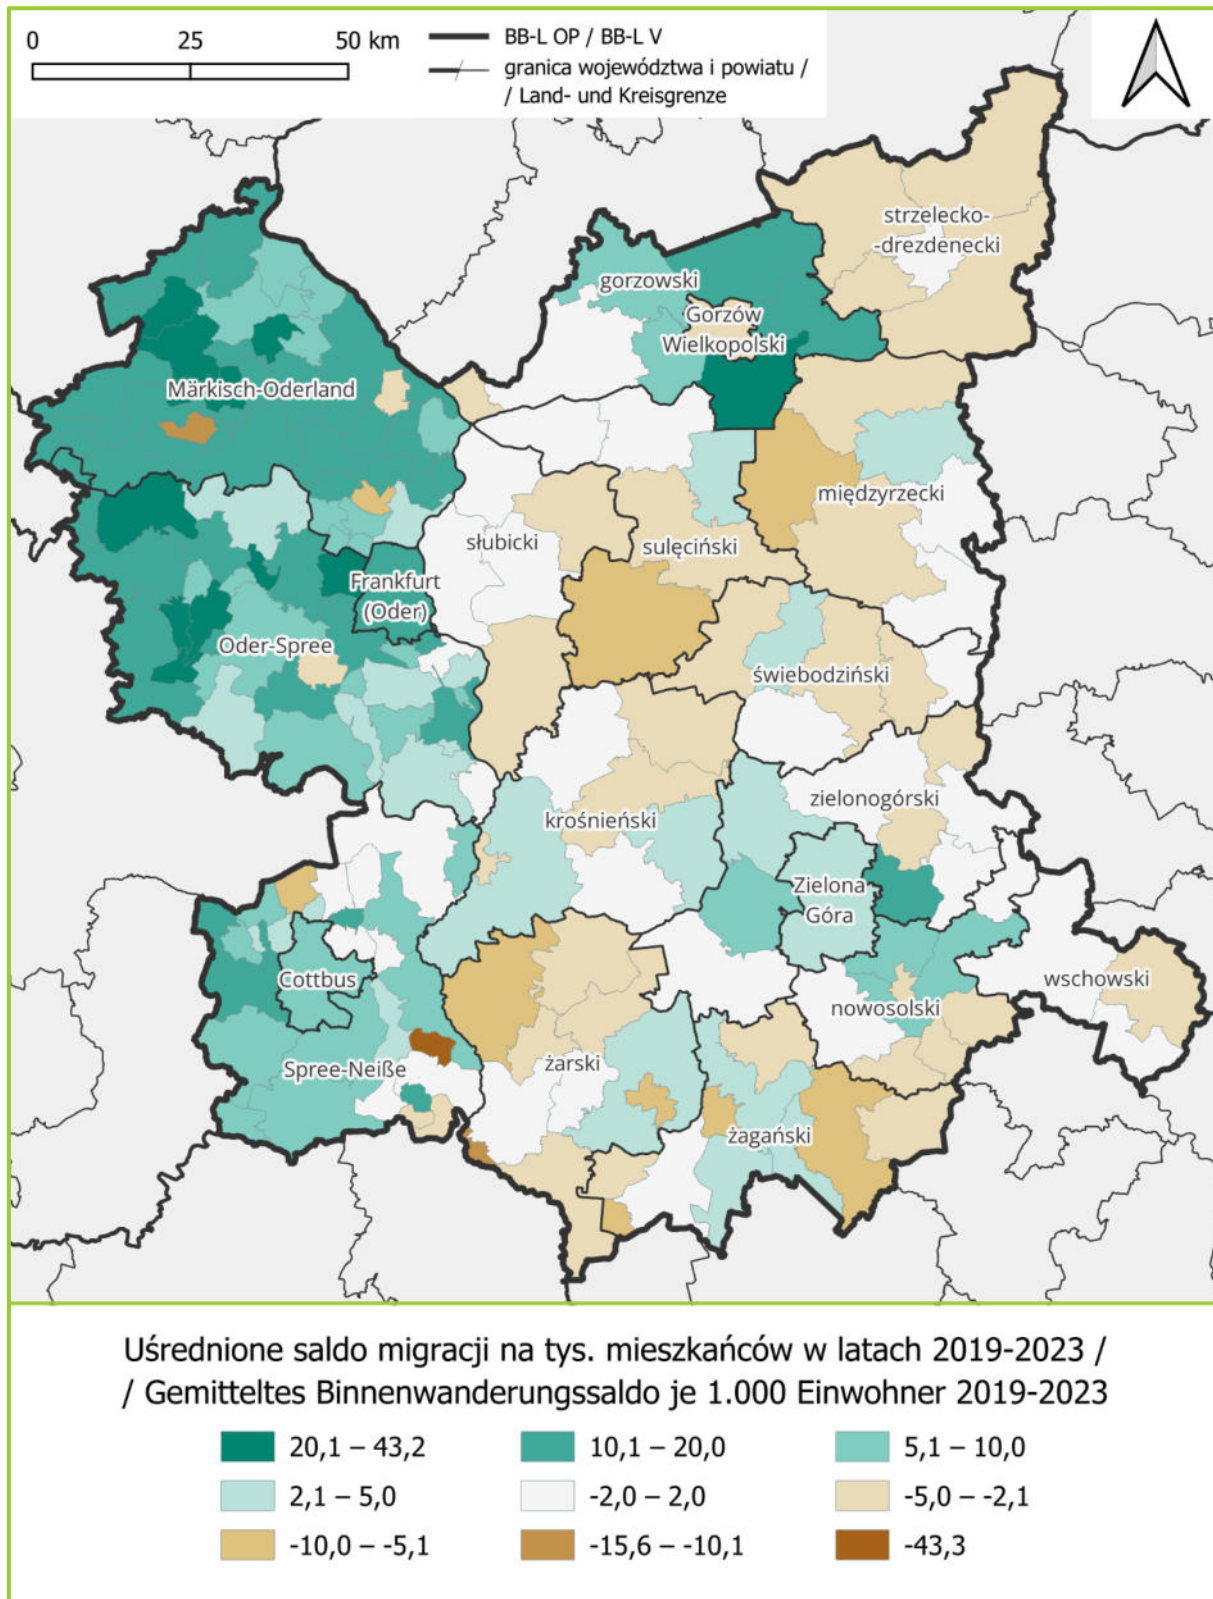 0 25 50 km
BB-L OP / BB-L V
granica województwa i powiatu /
/ Land- und Kreisgrenze
strzelecko-
-drezdenecki
gorzowski
Gorzów
Wielkopolski
Märkisch-Oderland
międzyrzecki
słubicki
sulęciński
Frankfurt
(Oder)
Oder-Spree
świebodziński
zielonogórski
krośnieński
Zielona
Góra
Cottbus
wschowski
nowosolski
Spree-Neiße
żarski
żagański
Uśrednione saldo migracji na tys. mieszkańców w latach 2019-2023 /
/ Gemitteltes Binnenwanderungssaldo je 1.000 Einwohner 2019-2023
20,1 – 43,2 10,1 – 20,0 5,1 – 10,0
2,1 – 5,0 -2,0 – 2,0 -5,0 – -2,1
-10,0 – -5,1 -15,6 – -10,1 -43,3